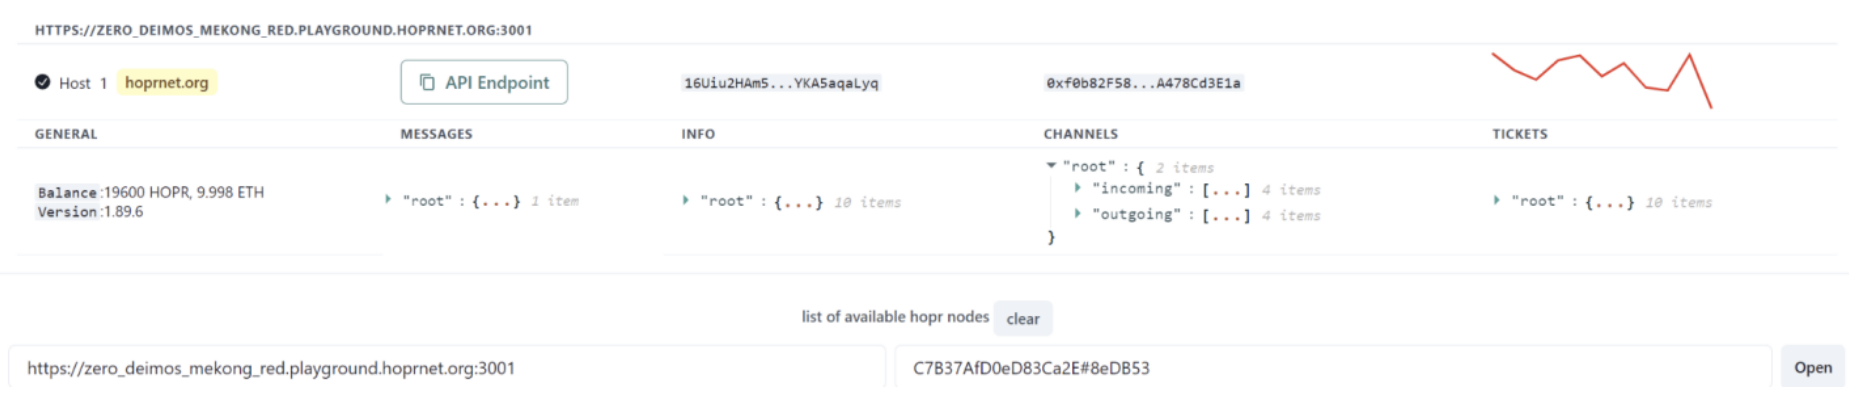 HTTPS://ZERO_DEIMOS_MEKONG_RED.PLAYGROUND.HOPRNET.ORG:3001
Host 1 hoprnet.org API Endpoint 16Uiu2HAm5...YKA5aqaLyq 0xf0b82F58...A478Cd3E1a
GENERAL MESSAGES INFO CHANNELS TICKETS
Balance:19600 HOPR, 9.998 ETH
Version:1.89.6
"root" : {...} 1 item
"root" : {...} 10 items
"root" : { 2 items
"incoming" : [...] 4 items
"outgoing" : [...] 4 items
}
"root" : {...} 10 items
list of available hopr nodes clear
https://zero_deimos_mekong_red.playground.hoprnet.org:3001 C7B37AfD0eD83Ca2E#8eDB53 Open